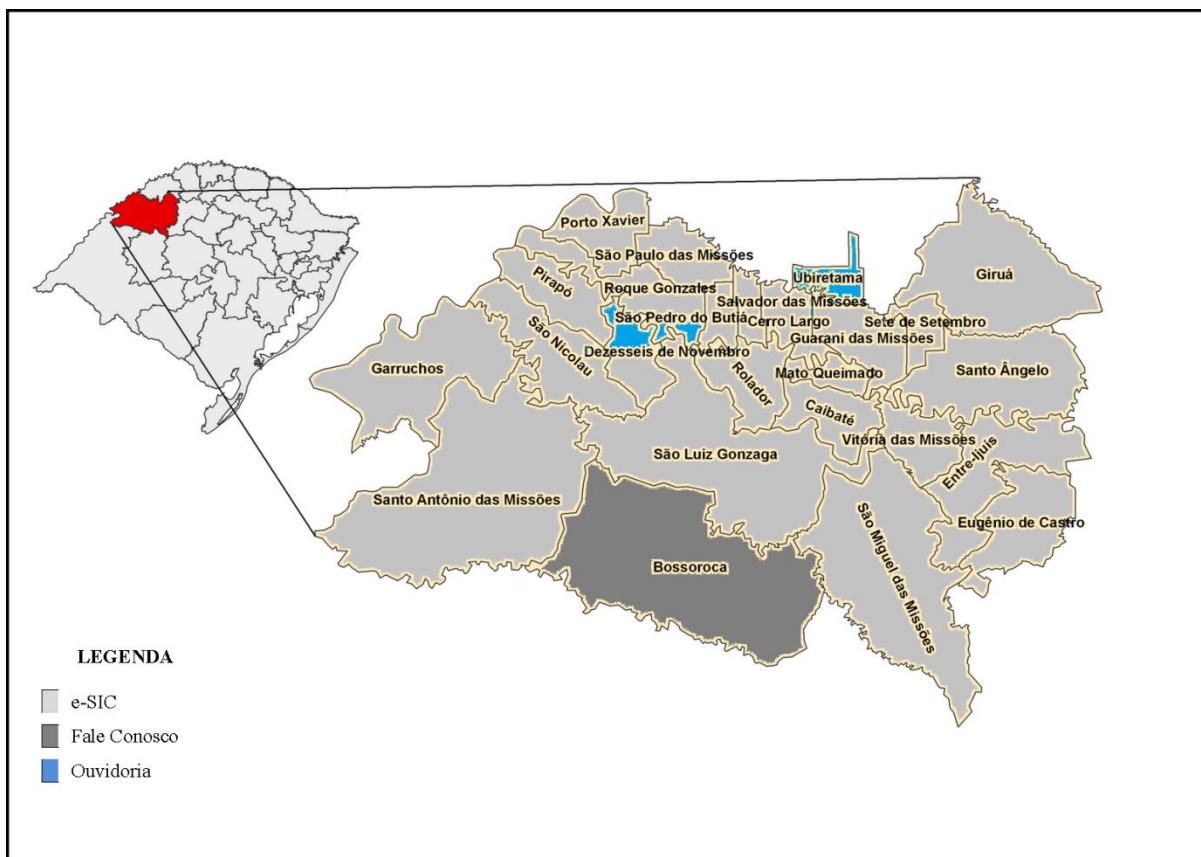 Porto Xavier
São Paulo das Missões
Pirapó
Roque Gonzales
Ubiretama
Giruá
Salvador das Missões
São Pedro do Butiá
Cerro Largo
Sete de Setembro
Guarani das Missões
São Nicolau
Dezesseis de Novembro
Garruchos
Rolador
Mato Queimado
Santo Ângelo
Caibaté
Vitória das Missões
São Luiz Gonzaga
Entre-Ijuís
Santo Antônio das Missões
Eugênio de Castro
São Miguel das Missões
Bossoroca
LEGENDA
e-SIC
Fale Conosco
Ouvidoria